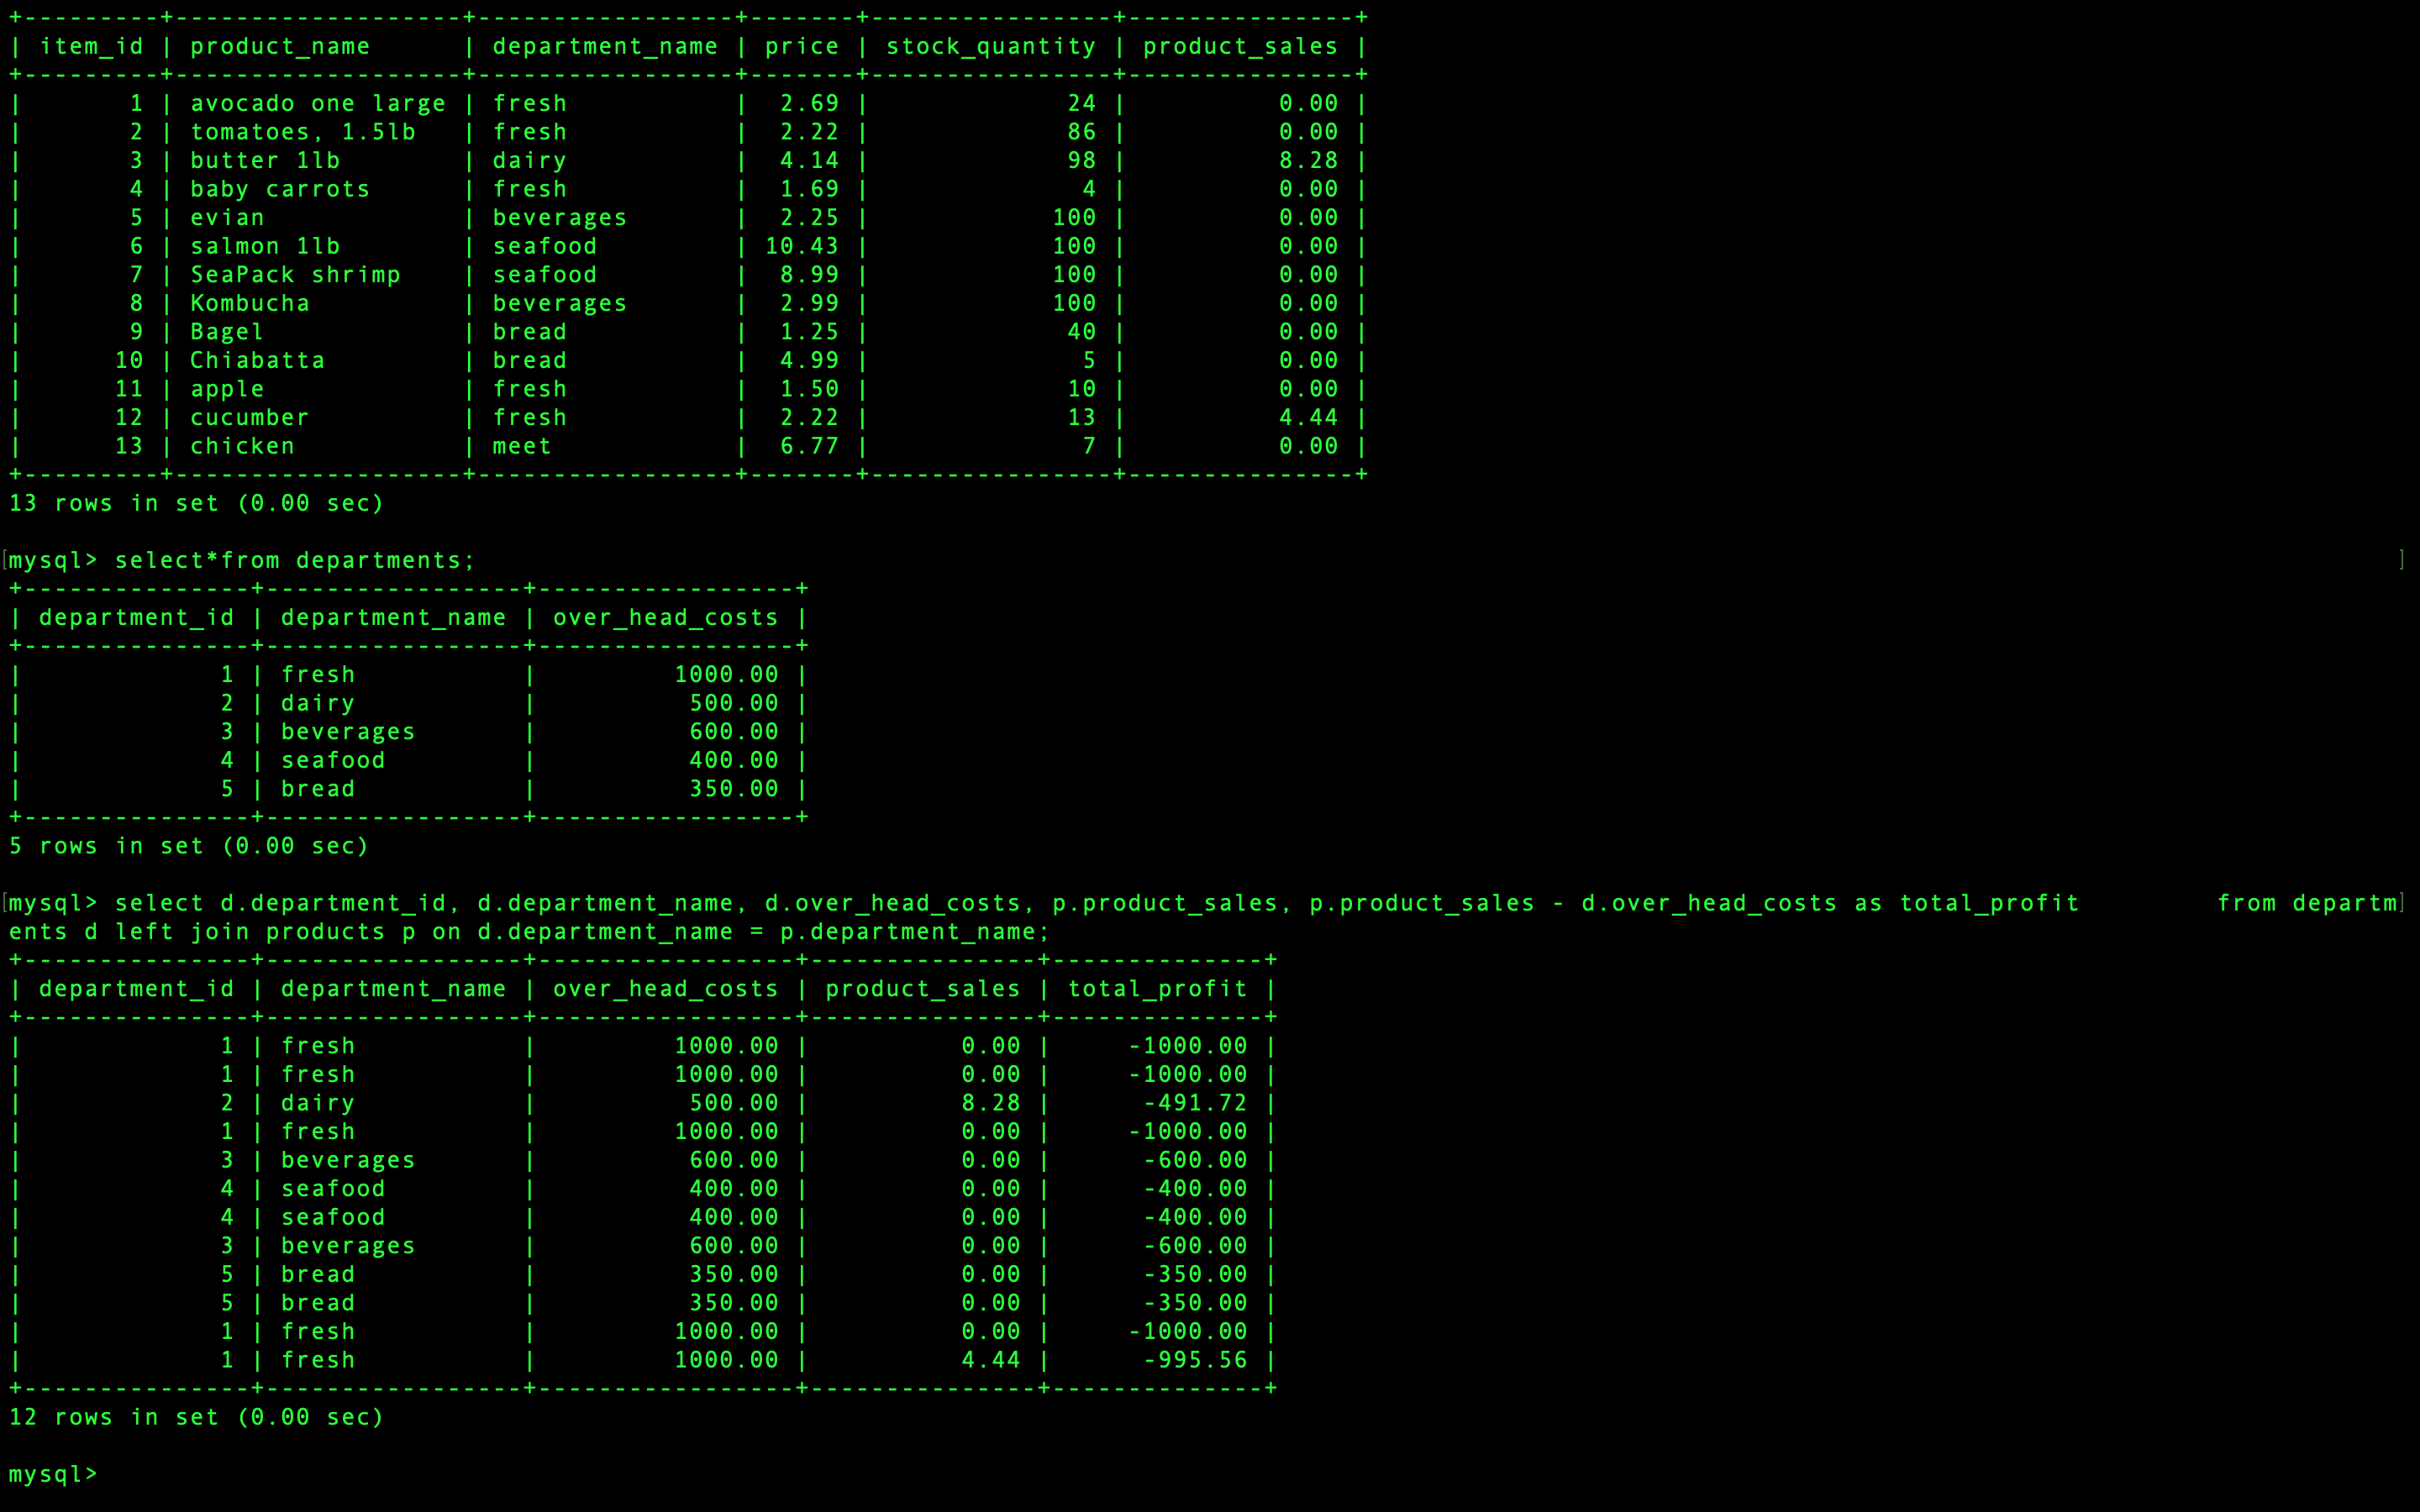 +---------+-------------------+-----------------+-------+----------------+---------------+
| item_id | product_name      | department_name | price | stock_quantity | product_sales |
+---------+-------------------+-----------------+-------+----------------+---------------+
|       1 | avocado one large | fresh           |  2.69 |             24 |          0.00 |
|       2 | tomatoes, 1.5lb   | fresh           |  2.22 |             86 |          0.00 |
|       3 | butter 1lb        | dairy           |  4.14 |             98 |          8.28 |
|       4 | baby carrots      | fresh           |  1.69 |              4 |          0.00 |
|       5 | evian             | beverages       |  2.25 |            100 |          0.00 |
|       6 | salmon 1lb        | seafood         | 10.43 |            100 |          0.00 |
|       7 | SeaPack shrimp    | seafood         |  8.99 |            100 |          0.00 |
|       8 | Kombucha          | beverages       |  2.99 |            100 |          0.00 |
|       9 | Bagel             | bread           |  1.25 |             40 |          0.00 |
|      10 | Chiabatta         | bread           |  4.99 |              5 |          0.00 |
|      11 | apple             | fresh           |  1.50 |             10 |          0.00 |
|      12 | cucumber          | fresh           |  2.22 |             13 |          4.44 |
|      13 | chicken           | meet            |  6.77 |              7 |          0.00 |
+---------+-------------------+-----------------+-------+----------------+---------------+
13 rows in set (0.00 sec)
[mysql> select*from departments; ]
+---------------+-----------------+-----------------+
| department_id | department_name | over_head_costs |
+---------------+-----------------+-----------------+
|             1 | fresh           |         1000.00 |
|             2 | dairy           |          500.00 |
|             3 | beverages       |          600.00 |
|             4 | seafood         |          400.00 |
|             5 | bread           |          350.00 |
+---------------+-----------------+-----------------+
5 rows in set (0.00 sec)
[mysql> select d.department_id, d.department_name, d.over_head_costs, p.product_sales, p.product_sales - d.over_head_costs as total_profit         from departm]
ents d left join products p on d.department_name = p.department_name;
+---------------+-----------------+-----------------+---------------+--------------+
| department_id | department_name | over_head_costs | product_sales | total_profit |
+---------------+-----------------+-----------------+---------------+--------------+
|             1 | fresh           |         1000.00 |          0.00 |     -1000.00 |
|             1 | fresh           |         1000.00 |          0.00 |     -1000.00 |
|             2 | dairy           |          500.00 |          8.28 |      -491.72 |
|             1 | fresh           |         1000.00 |          0.00 |     -1000.00 |
|             3 | beverages       |          600.00 |          0.00 |      -600.00 |
|             4 | seafood         |          400.00 |          0.00 |      -400.00 |
|             4 | seafood         |          400.00 |          0.00 |      -400.00 |
|             3 | beverages       |          600.00 |          0.00 |      -600.00 |
|             5 | bread           |          350.00 |          0.00 |      -350.00 |
|             5 | bread           |          350.00 |          0.00 |      -350.00 |
|             1 | fresh           |         1000.00 |          0.00 |     -1000.00 |
|             1 | fresh           |         1000.00 |          4.44 |      -995.56 |
+---------------+-----------------+-----------------+---------------+--------------+
12 rows in set (0.00 sec)
mysql>